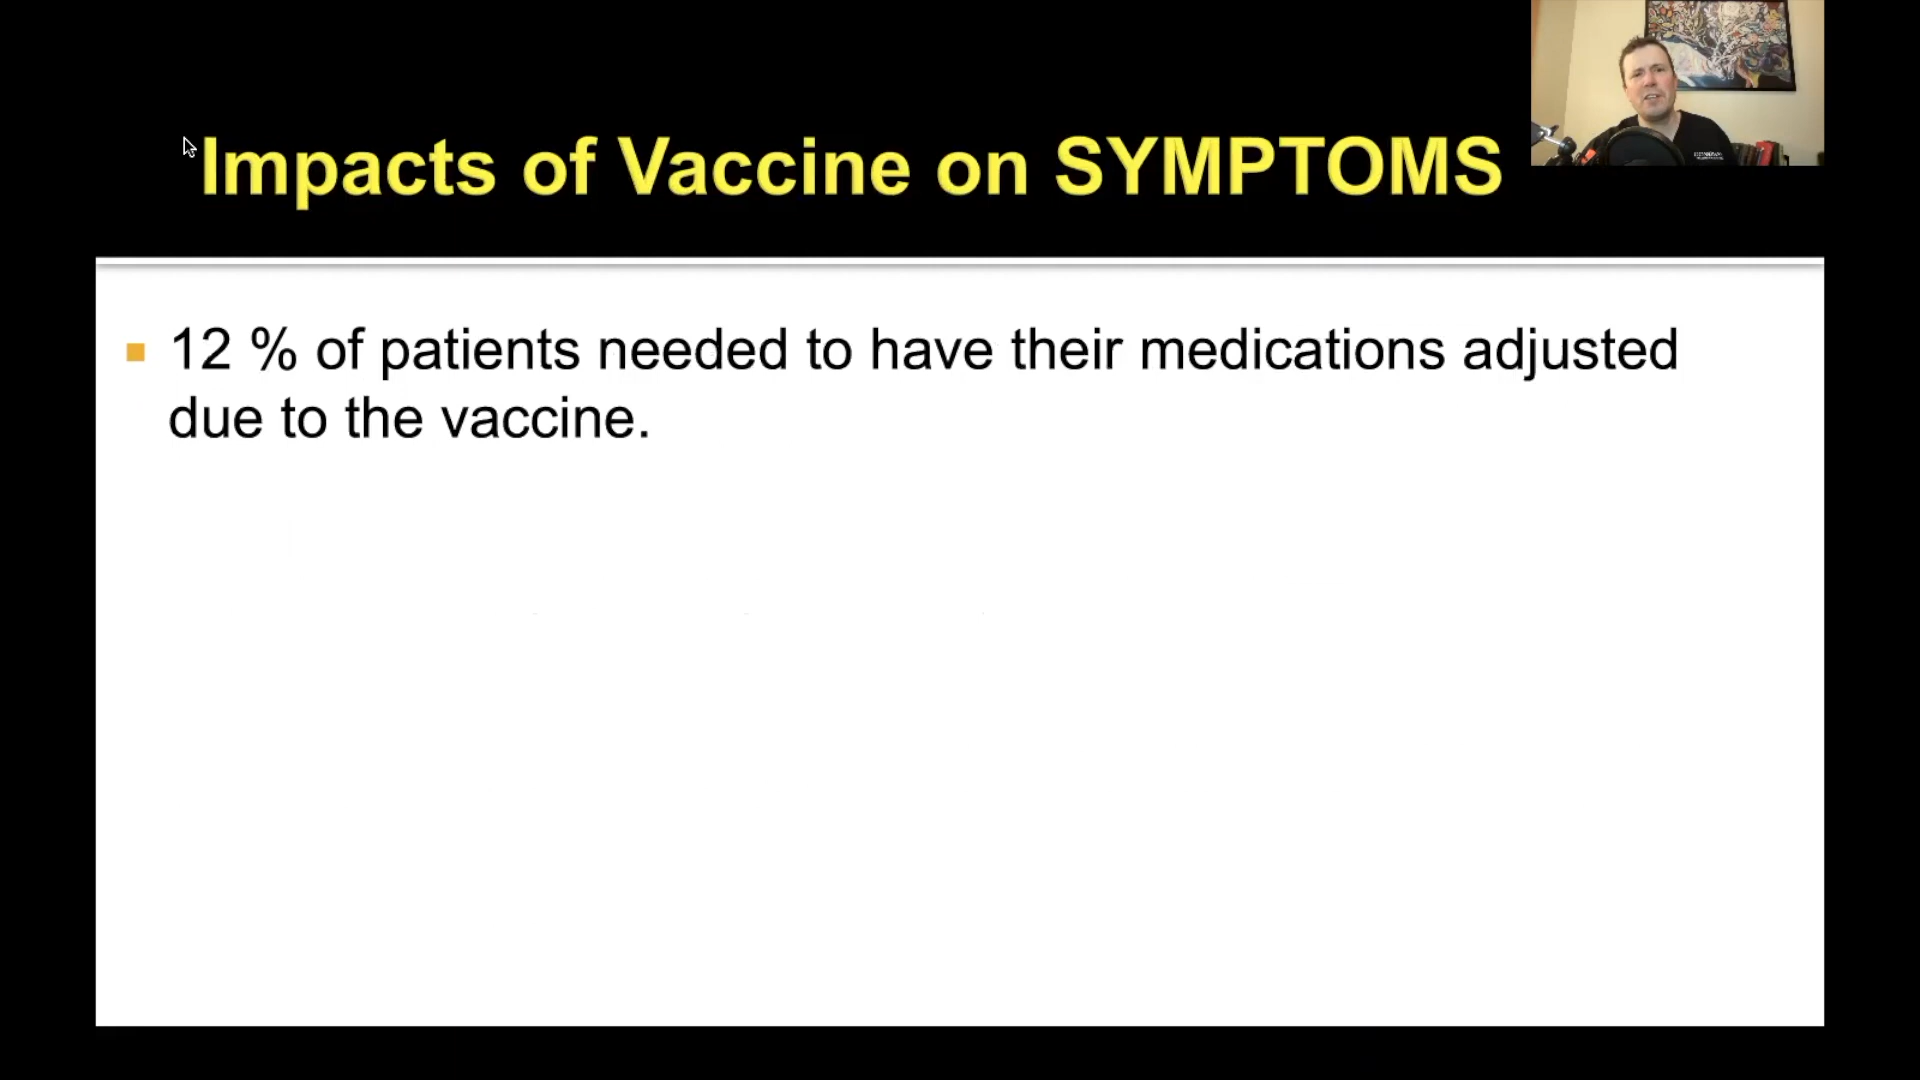 Impacts of Vaccine on SYMPTOMS
12 % of patients needed to have their medications adjusted
due to the vaccine.